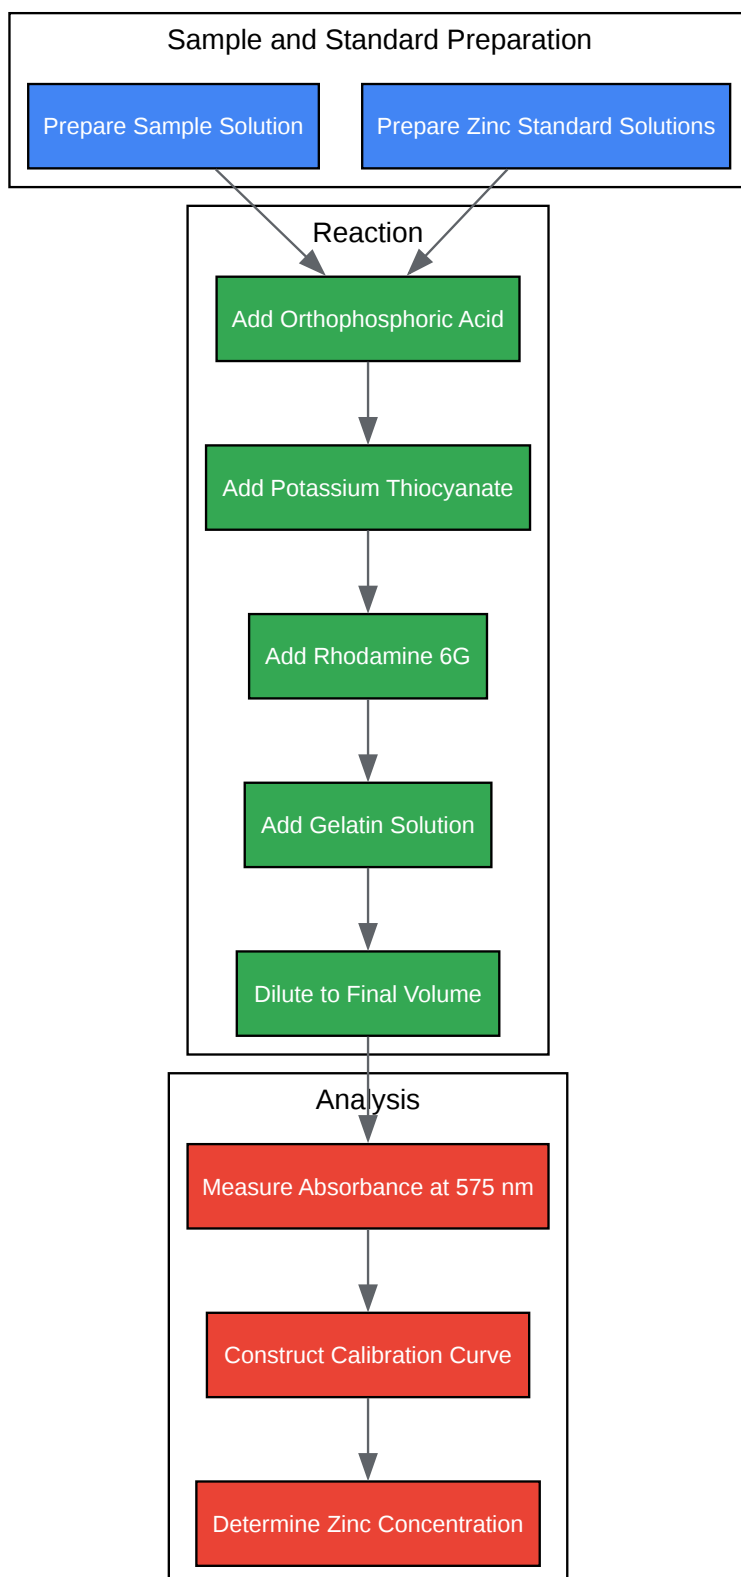 Sample and Standard Preparation
Prepare Sample Solution
Prepare Zinc Standard Solutions
Reaction
Add Orthophosphoric Acid
Add Potassium Thiocyanate
Add Rhodamine 6G
Add Gelatin Solution
Dilute to Final Volume
Analysis
Measure Absorbance at 575 nm
Construct Calibration Curve
Determine Zinc Concentration